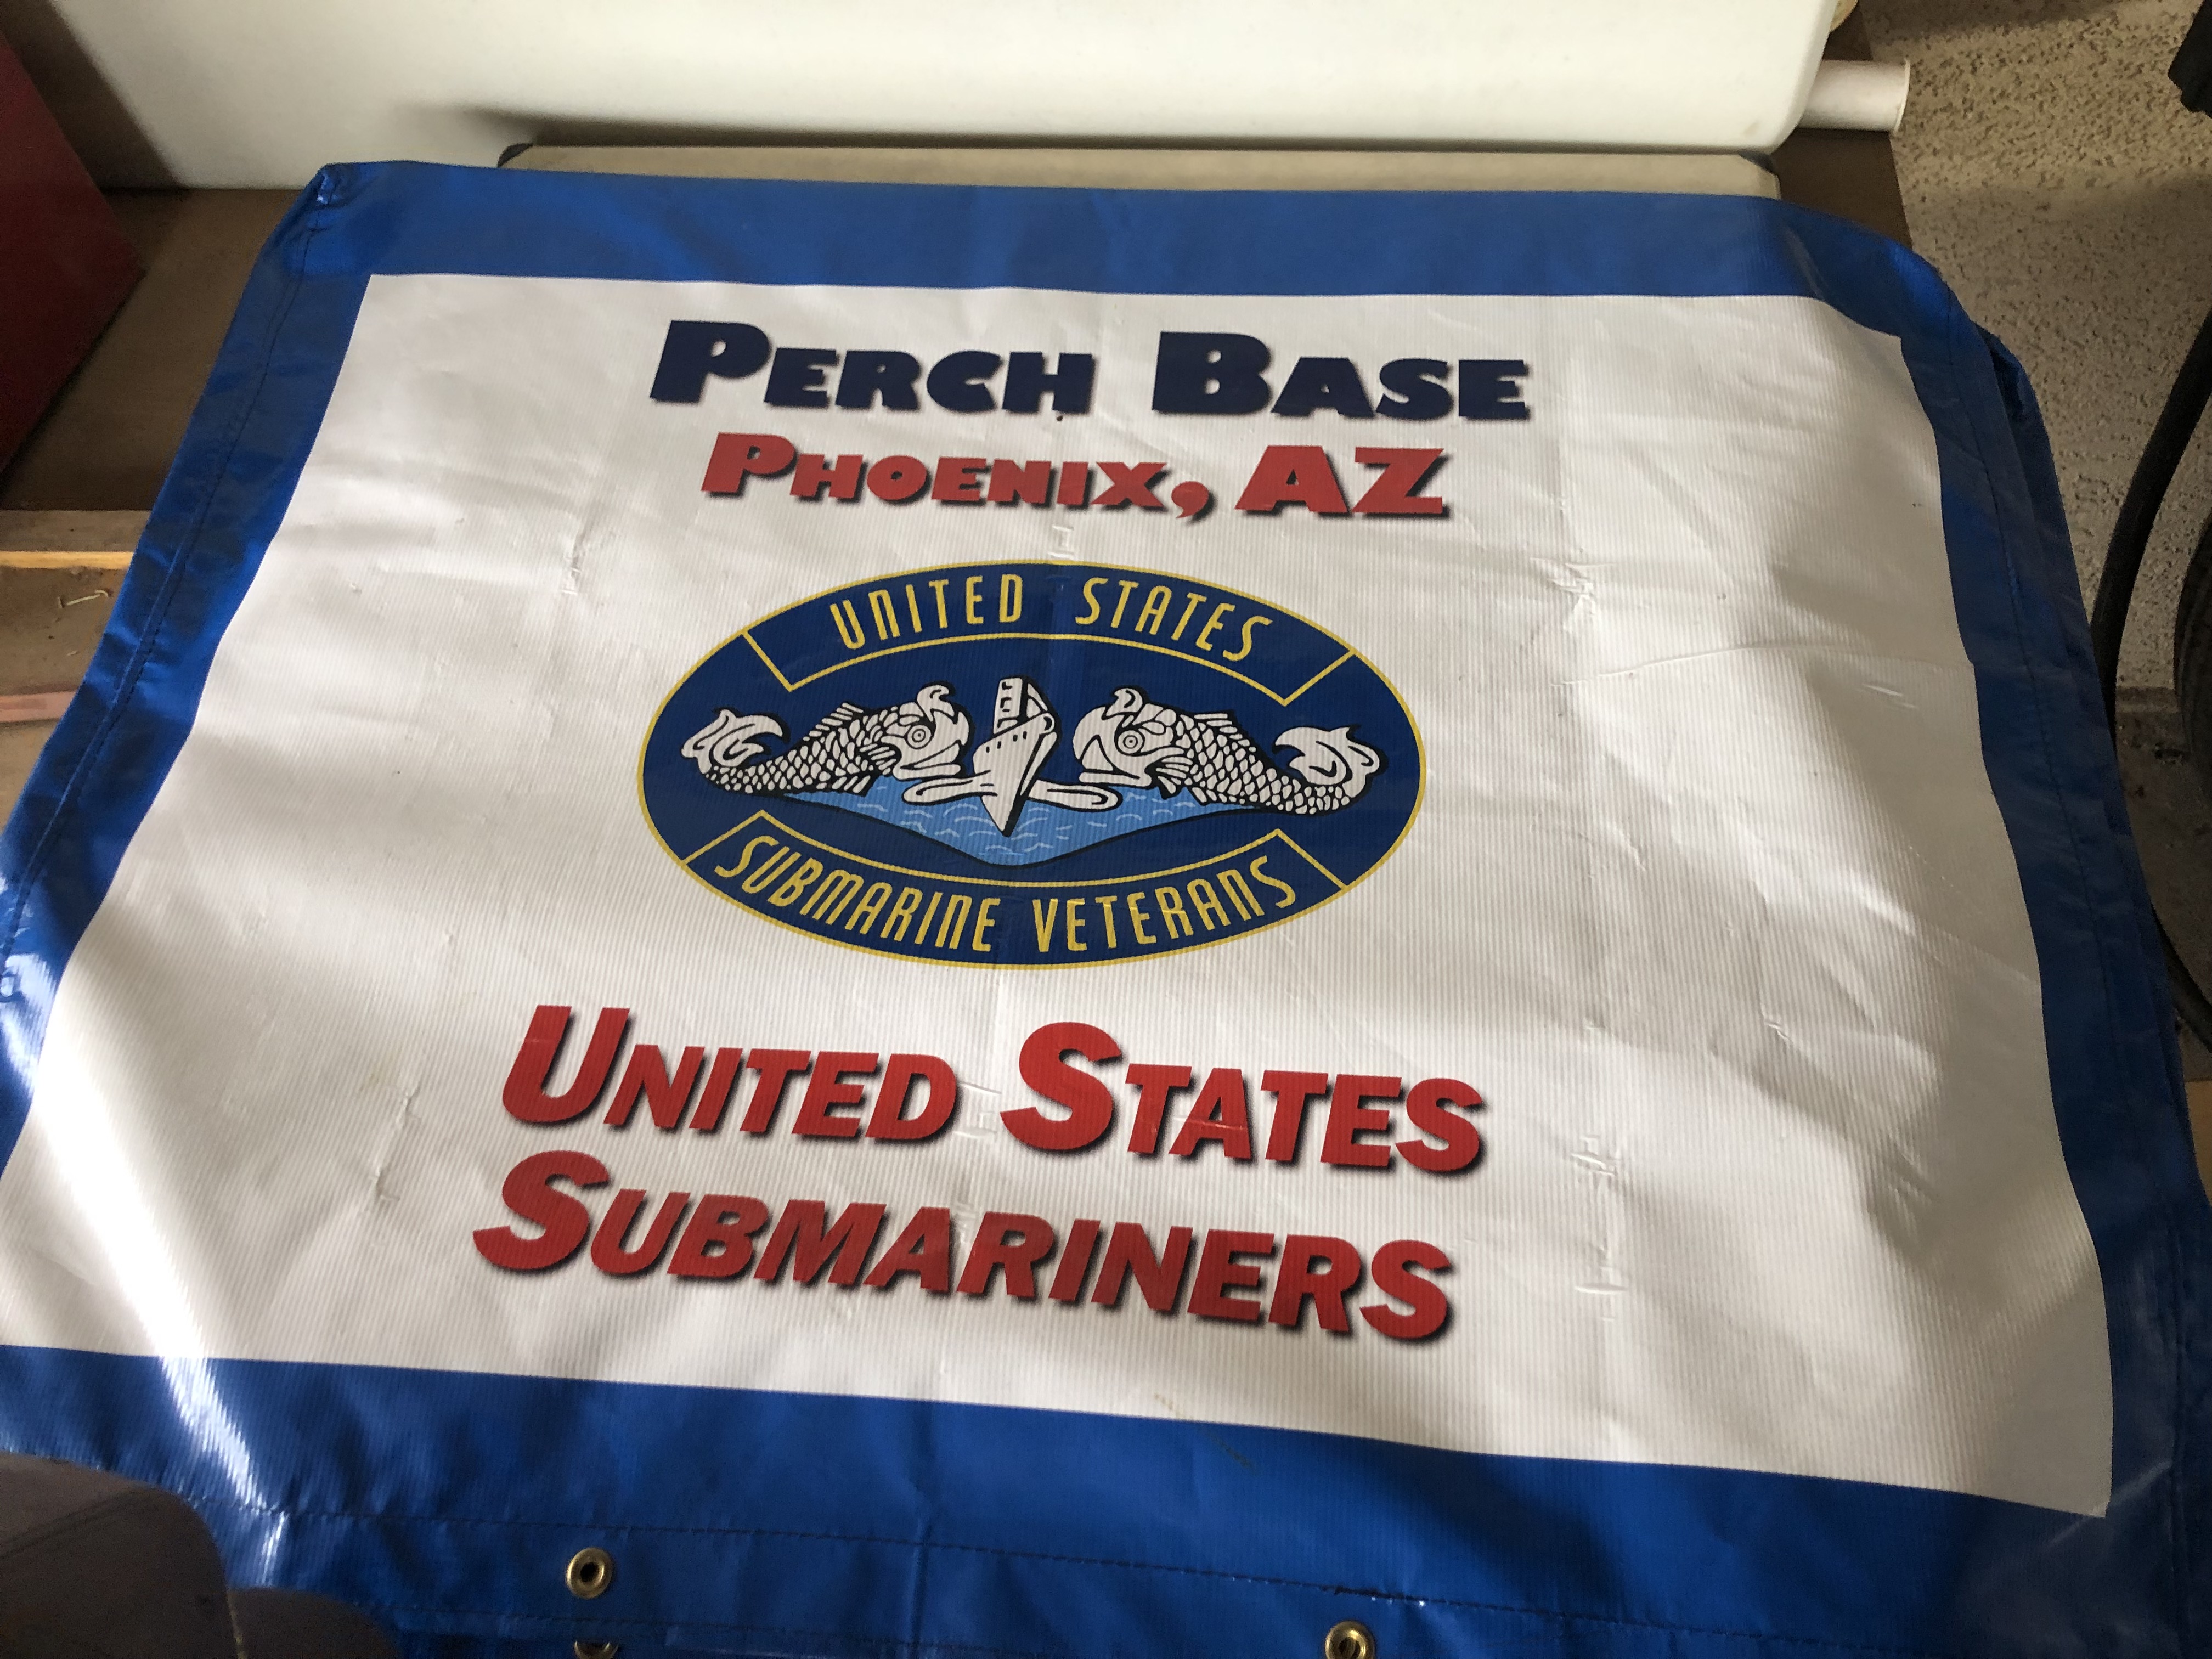 PERCH BASE
PHOENIX, AZ
UNITED STATES
SUBMARINE VETERANS
UNITED STATES
SUBMARINERS